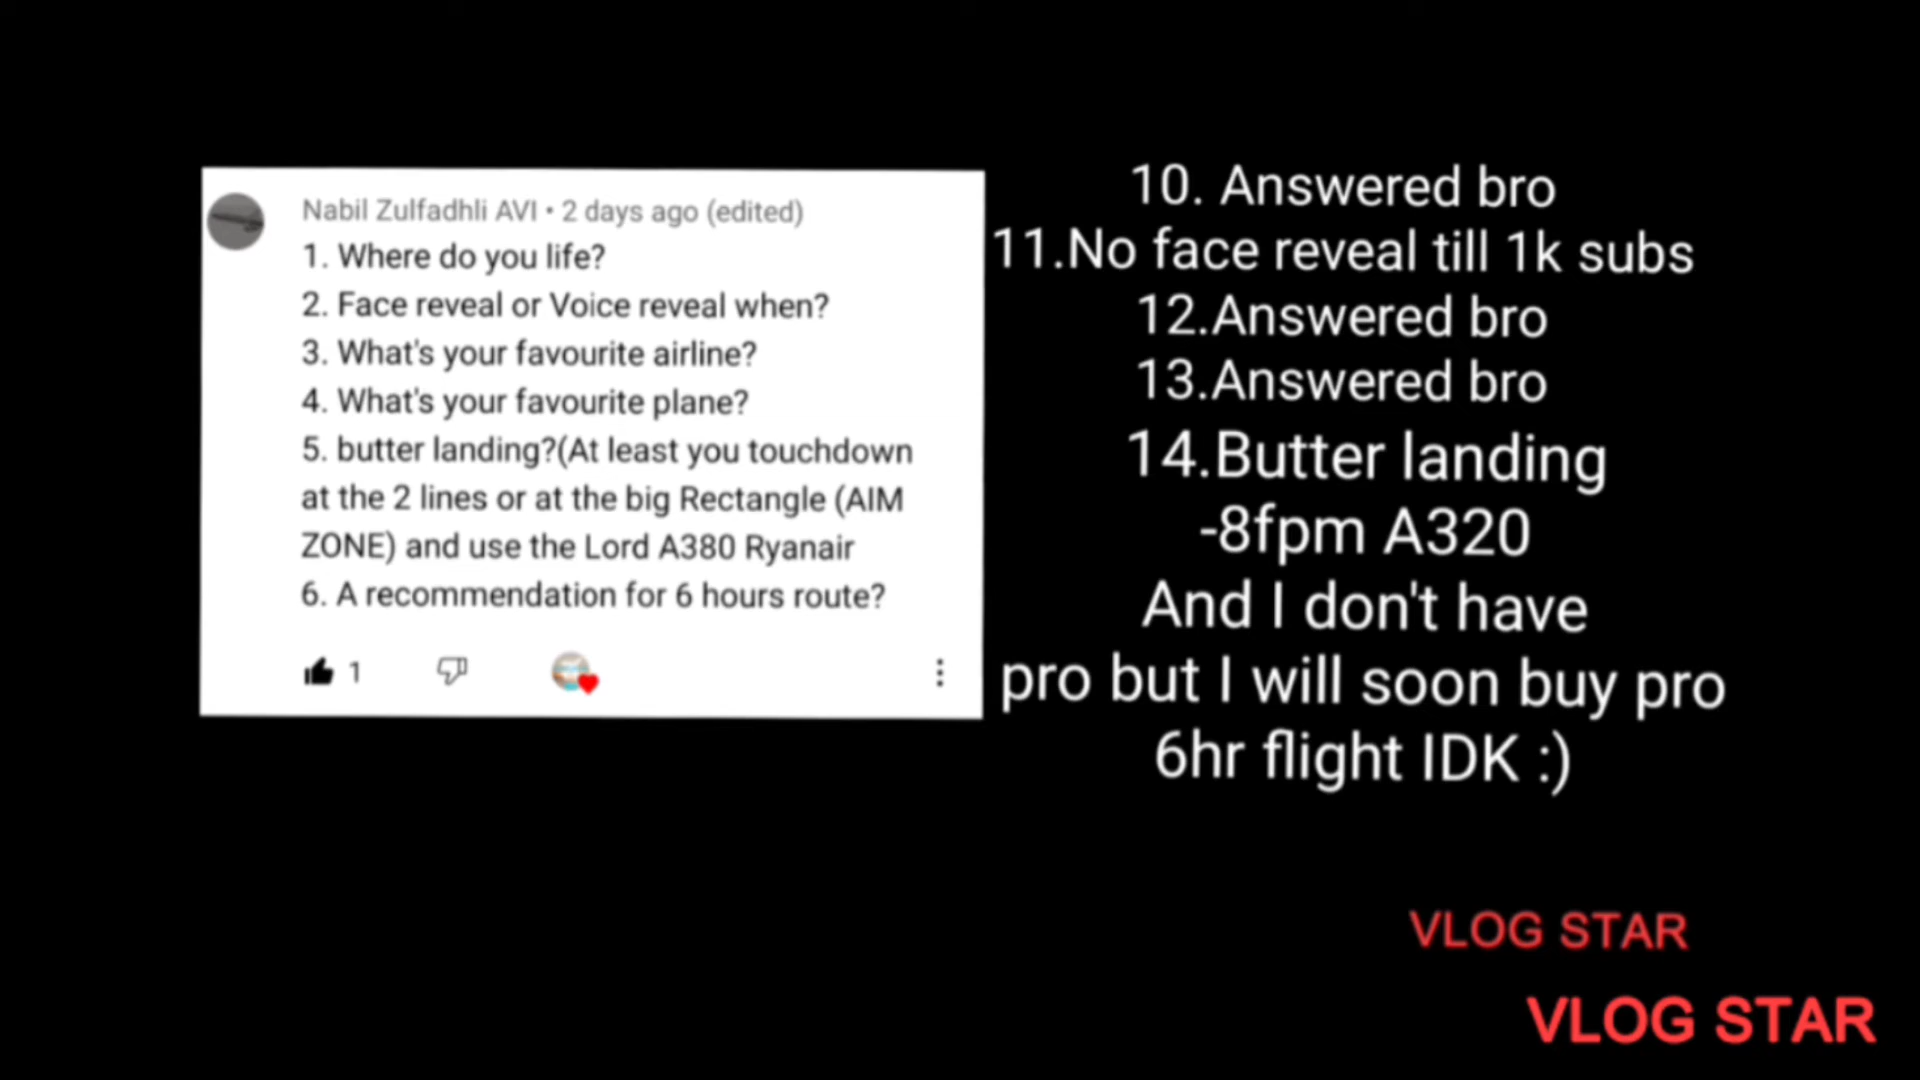 Nabil Zulfadhli AVI • 2 days ago (edited)
1. Where do you life?
2. Face reveal or Voice reveal when?
3. What's your favourite airline?
4. What's your favourite plane?
5. butter landing?(At least you touchdown
at the 2 lines or at the big Rectangle (AIM
ZONE) and use the Lord A380 Ryanair
6. A recommendation for 6 hours route?
1
10. Answered bro
11.No face reveal till 1k subs
12.Answered bro
13.Answered bro
14.Butter landing
-8fpm A320
And I don't have
pro but I will soon buy pro
6hr flight IDK :)
VLOG STAR
VLOG STAR